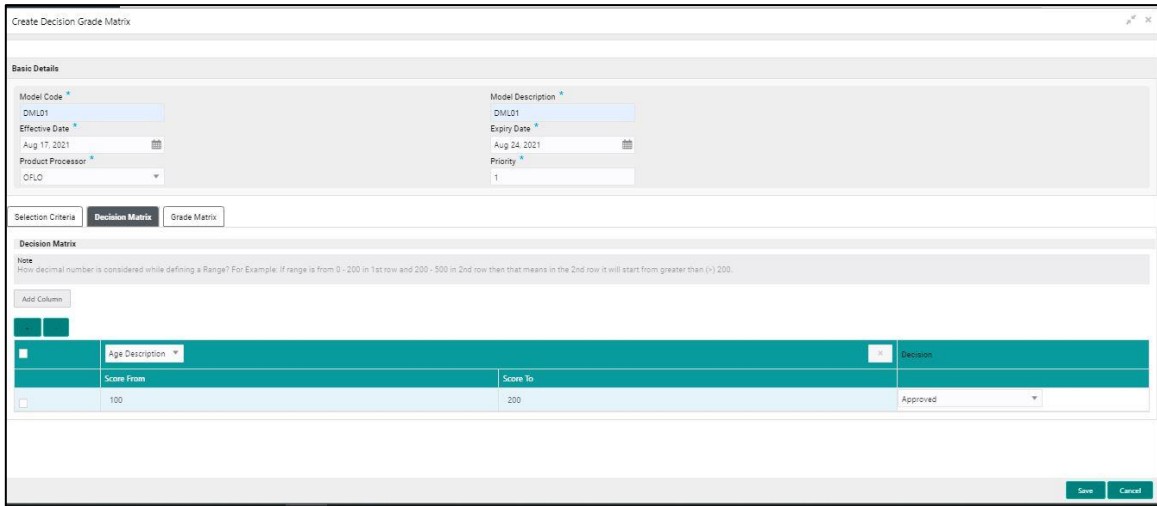 Create Decision Grade Matrix
Basic Details
Model Code *
Model Description *
DML01
DML01
Effective Date *
Expiry Date *
Aug 17, 2021
Aug 24, 2021
Product Processor *
Priority *
OFLO
1
Selection Criteria Decision Matrix Grade Matrix
Decision Matrix
Note
How decimal number is considered while defining a Range? For Example: If range is from 0 - 200 in 1st row and 200 - 500 in 2nd row then that means in the 2nd row it will start from greater than (>) 200.
Add Column
Age Description Decision
Score From Score To
100 200 Approved
Save Cancel